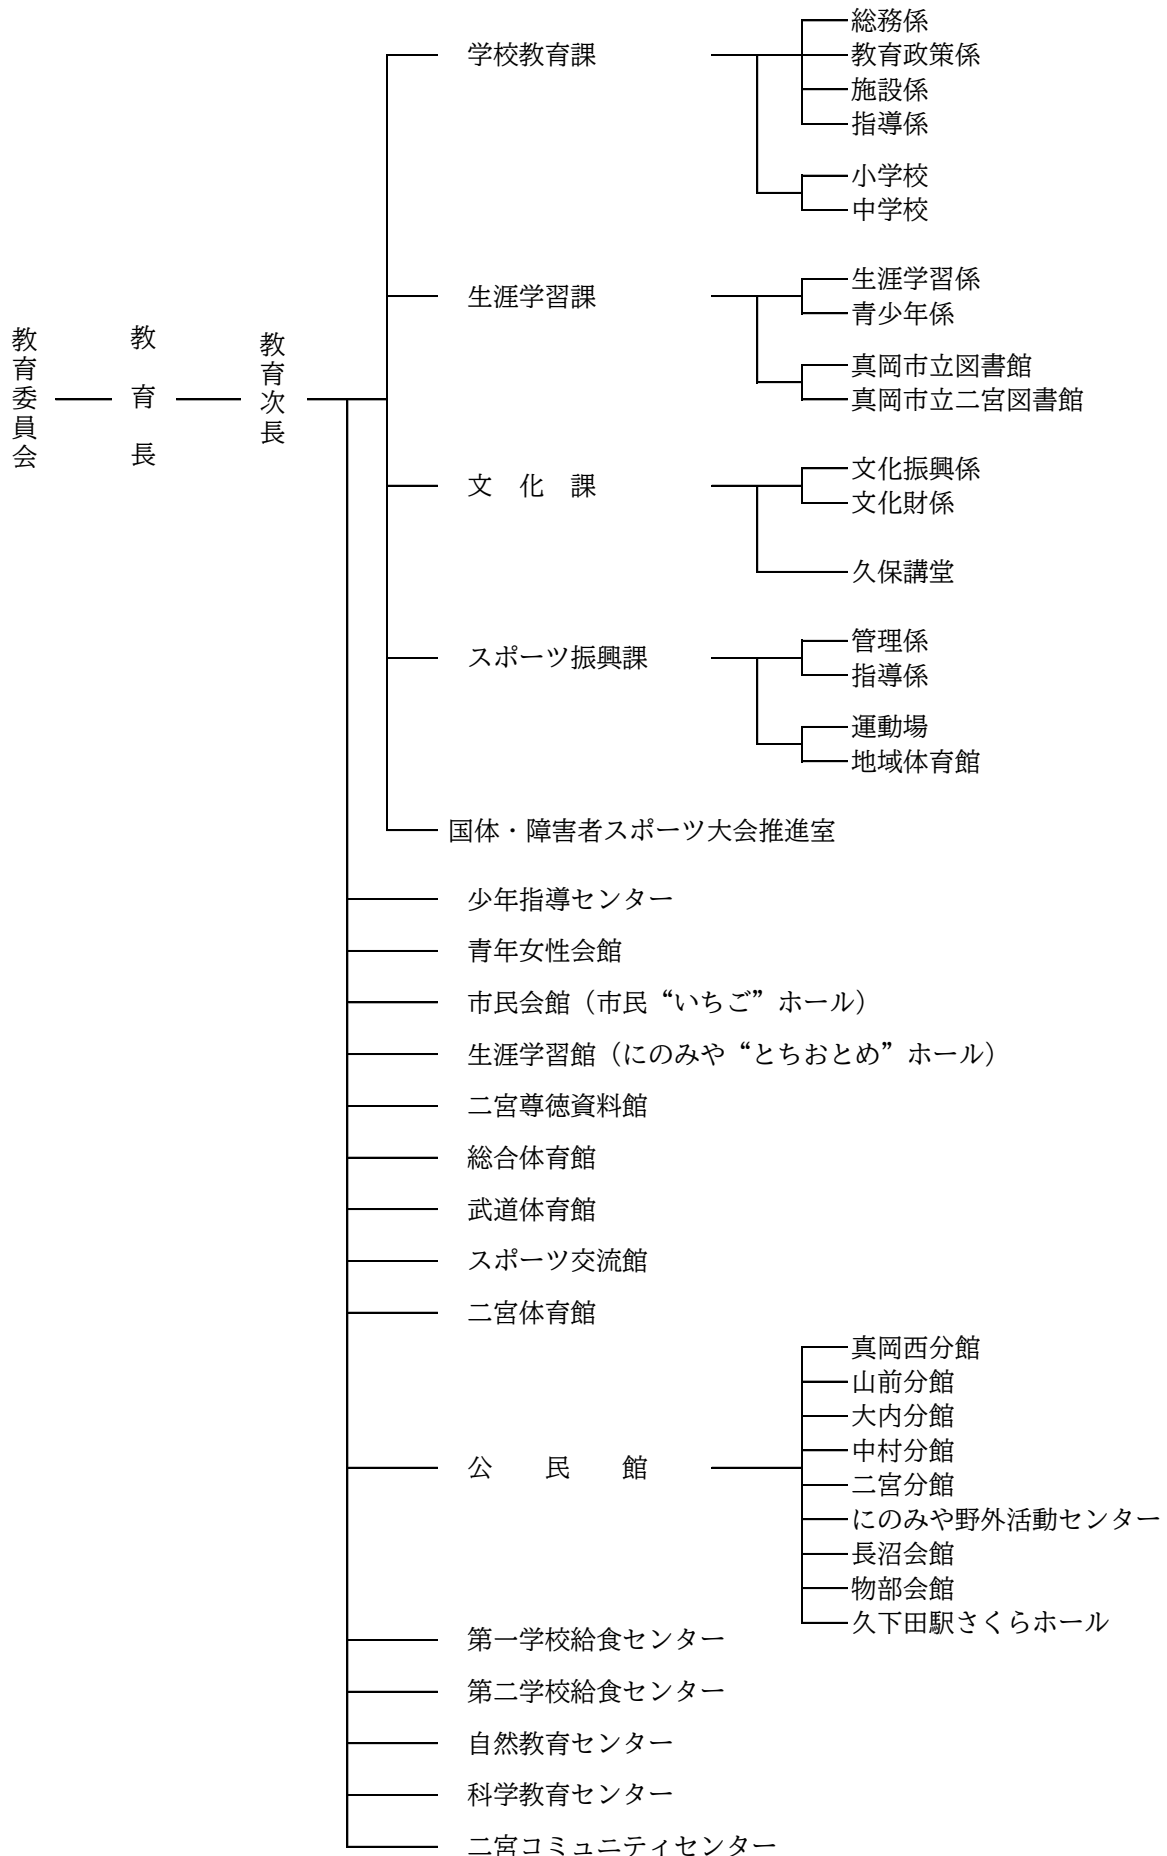 教育委員会
教育長
教育次長
学校教育課
総務係
教育政策係
施設係
指導係
小学校
中学校
生涯学習課
生涯学習係
青少年係
真岡市立図書館
真岡市立二宮図書館
文　化　課
文化振興係
文化財係
久保講堂
スポーツ振興課
管理係
指導係
運動場
地域体育館
国体・障害者スポーツ大会推進室
少年指導センター
青年女性会館
市民会館（市民“いちご”ホール）
生涯学習館（にのみや“とちおとめ”ホール）
二宮尊徳資料館
総合体育館
武道体育館
スポーツ交流館
二宮体育館
公　　民　　館
真岡西分館
山前分館
大内分館
中村分館
二宮分館
にのみや野外活動センター
長沼会館
物部会館
久下田駅さくらホール
第一学校給食センター
第二学校給食センター
自然教育センター
科学教育センター
二宮コミュニティセンター